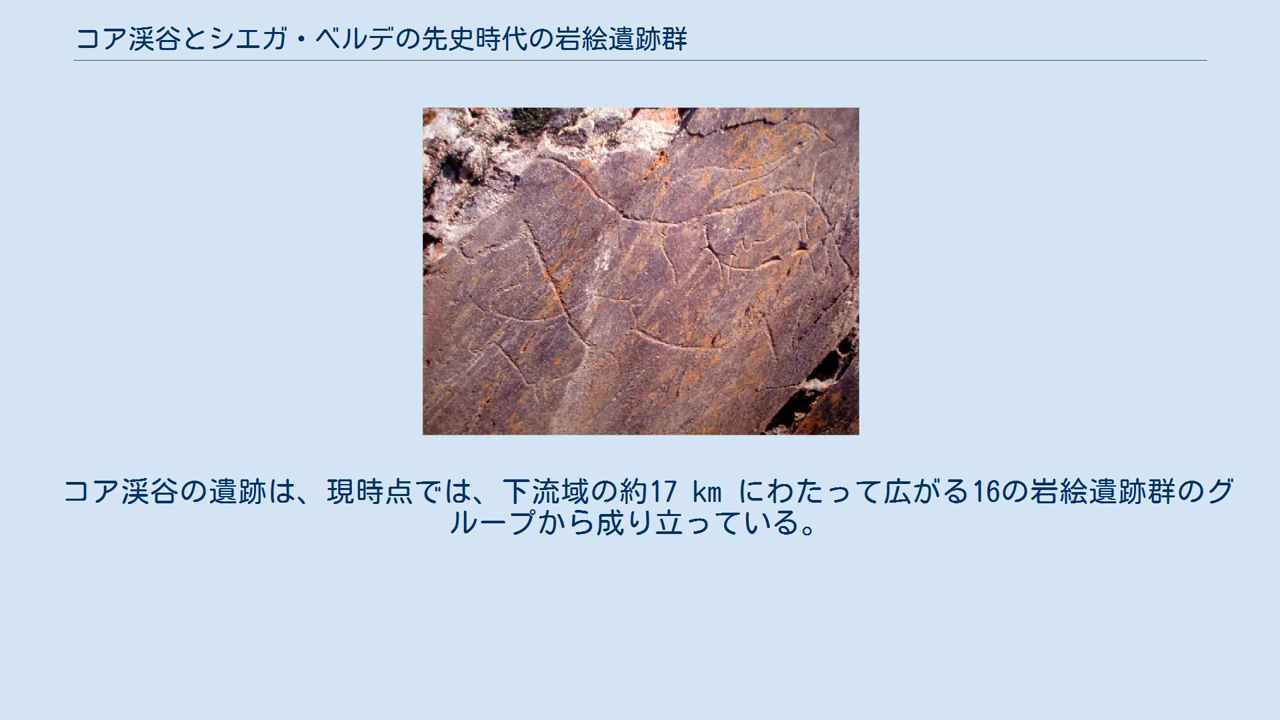 コア渓谷とシエガ・ベルデの先史時代の岩絵遺跡群
コア渓谷の遺跡は、現時点では、下流域の約17 km にわたって広がる16の岩絵遺跡群のグ
ループから成り立っている。